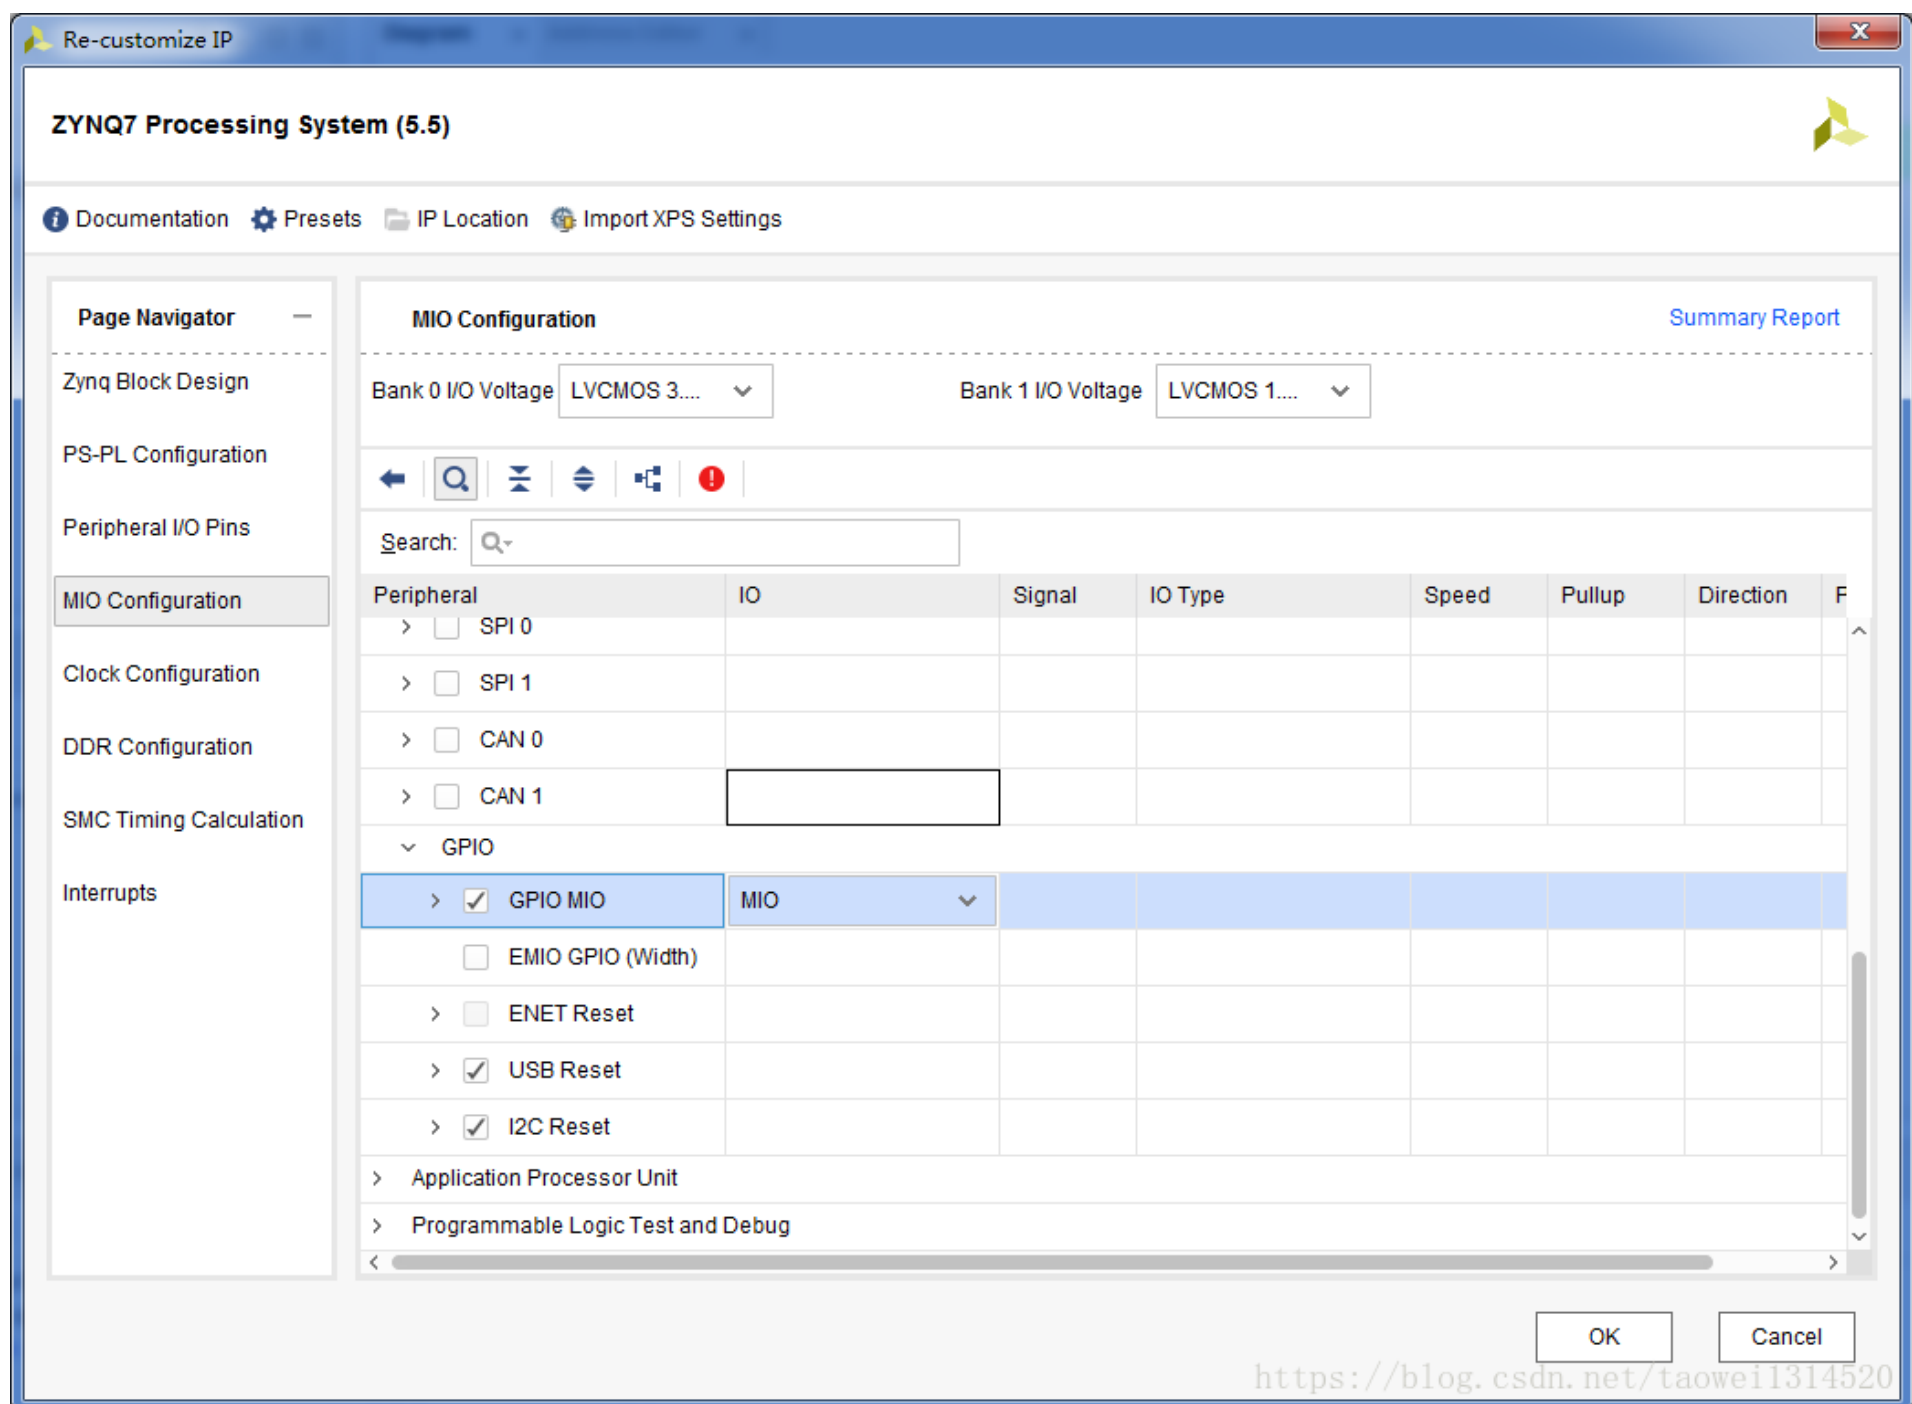 Re-customize IP
ZYNQ7 Processing System (5.5)
Documentation Presets IP Location Import XPS Settings
Page Navigator
Zynq Block Design
PS-PL Configuration
Peripheral I/O Pins
MIO Configuration
Clock Configuration
DDR Configuration
SMC Timing Calculation
Interrupts
MIO Configuration Summary Report
Bank 0 I/O Voltage LVCMOS 3.... Bank 1 I/O Voltage LVCMOS 1....
Search:
Peripheral IO Signal IO Type Speed Pullup Direction
SPI 0
SPI 1
CAN 0
CAN 1
GPIO
GPIO MIO MIO
EMIO GPIO (Width)
ENET Reset
USB Reset
I2C Reset
Application Processor Unit
Programmable Logic Test and Debug
OK Cancel
https://blog.csdn.net/taowei1314520